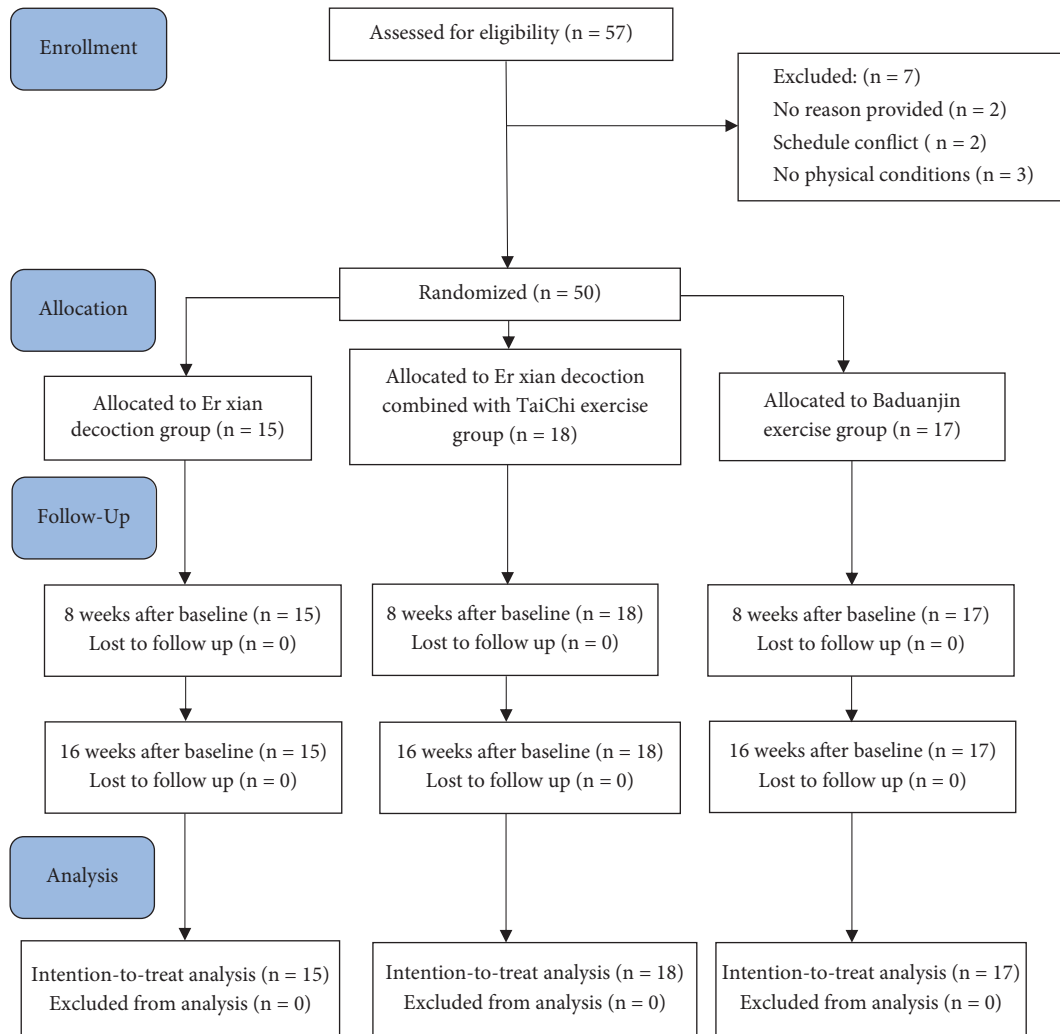 Enrollment
Assessed for eligibility (n = 57)
Excluded: (n = 7)
No reason provided (n = 2)
Schedule conflict ( n = 2)
No physical conditions (n = 3)
Allocation
Randomized (n = 50)
Allocated to Er xian
decoction group (n = 15)
Allocated to Er xian decoction
combined with TaiChi exercise
group (n = 18)
Allocated to Baduanjin
exercise group (n = 17)
Follow-Up
8 weeks after baseline (n = 15)
Lost to follow up (n = 0)
8 weeks after baseline (n = 18)
Lost to follow up (n = 0)
8 weeks after baseline (n = 17)
Lost to follow up (n = 0)
16 weeks after baseline (n = 15)
Lost to follow up (n = 0)
16 weeks after baseline (n = 18)
Lost to follow up (n = 0)
16 weeks after baseline (n = 17)
Lost to follow up (n = 0)
Analysis
Intention-to-treat analysis (n = 15)
Excluded from analysis (n = 0)
Intention-to-treat analysis (n = 18)
Excluded from analysis (n = 0)
Intention-to-treat analysis (n = 17)
Excluded from analysis (n = 0)